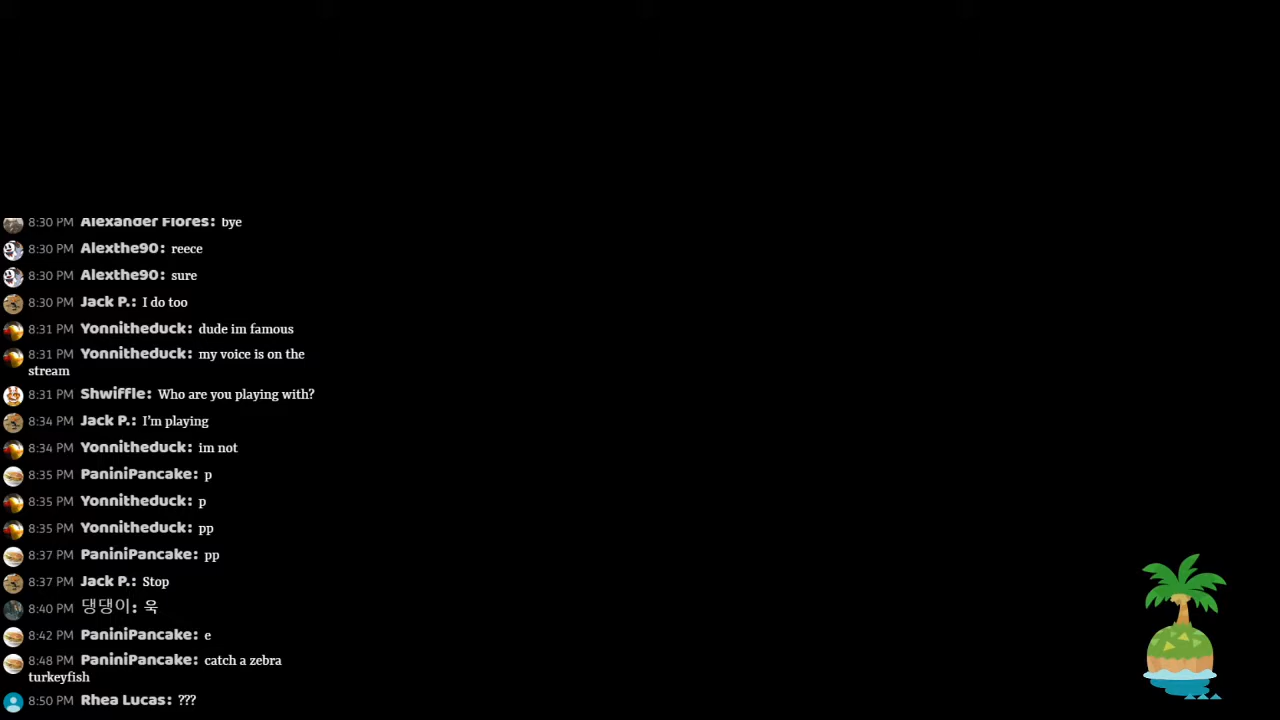 8:30 PM Alexander Flores: bye
8:30 PM Alexthe90: reece
8:30 PM Alexthe90: sure
8:30 PM Jack P.: I do too
8:31 PM Yonnitheduck: dude im famous
8:31 PM Yonnitheduck: my voice is on the
stream
8:31 PM Shwiffle: Who are you playing with?
8:34 PM Jack P.: I'm playing
8:34 PM Yonnitheduck: im not
8:35 PM PaniniPancake: p
8:35 PM Yonnitheduck: p
8:35 PM Yonnitheduck: pp
8:37 PM PaniniPancake: pp
8:37 PM Jack P.: Stop
8:40 PM 댕댕이: 욱
8:42 PM PaniniPancake: e
8:48 PM PaniniPancake: catch a zebra
turkeyfish
8:50 PM Rhea Lucas: ???